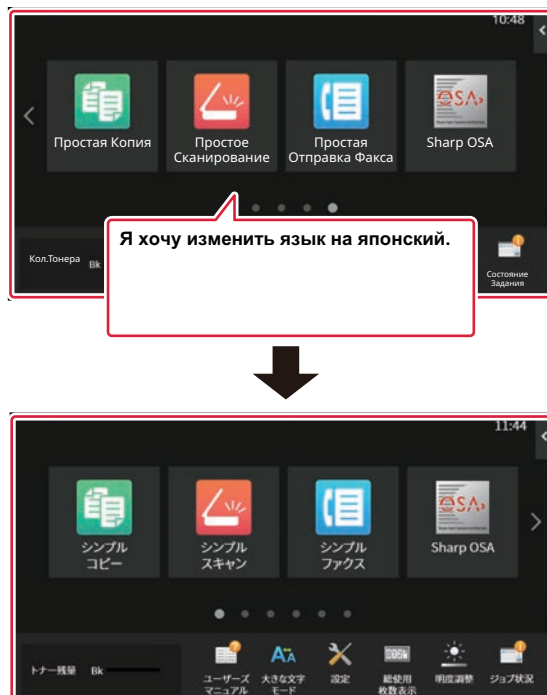 10:48
Простая Копия
Простое
Сканирование
Простая
Отправка Факса
Sharp OSA
Я хочу изменить язык на японский.
Кол.Тонера
Bk
Состояние
Задания
11:44
シンプル
コピー
シンプル
スキャン
シンプル
ファクス
Sharp OSA
トナー残量
Bk
ユーザーズ
マニュアル
大きな文字
モード
設定
総使用
枚数表示
明度調整
ジョブ状況